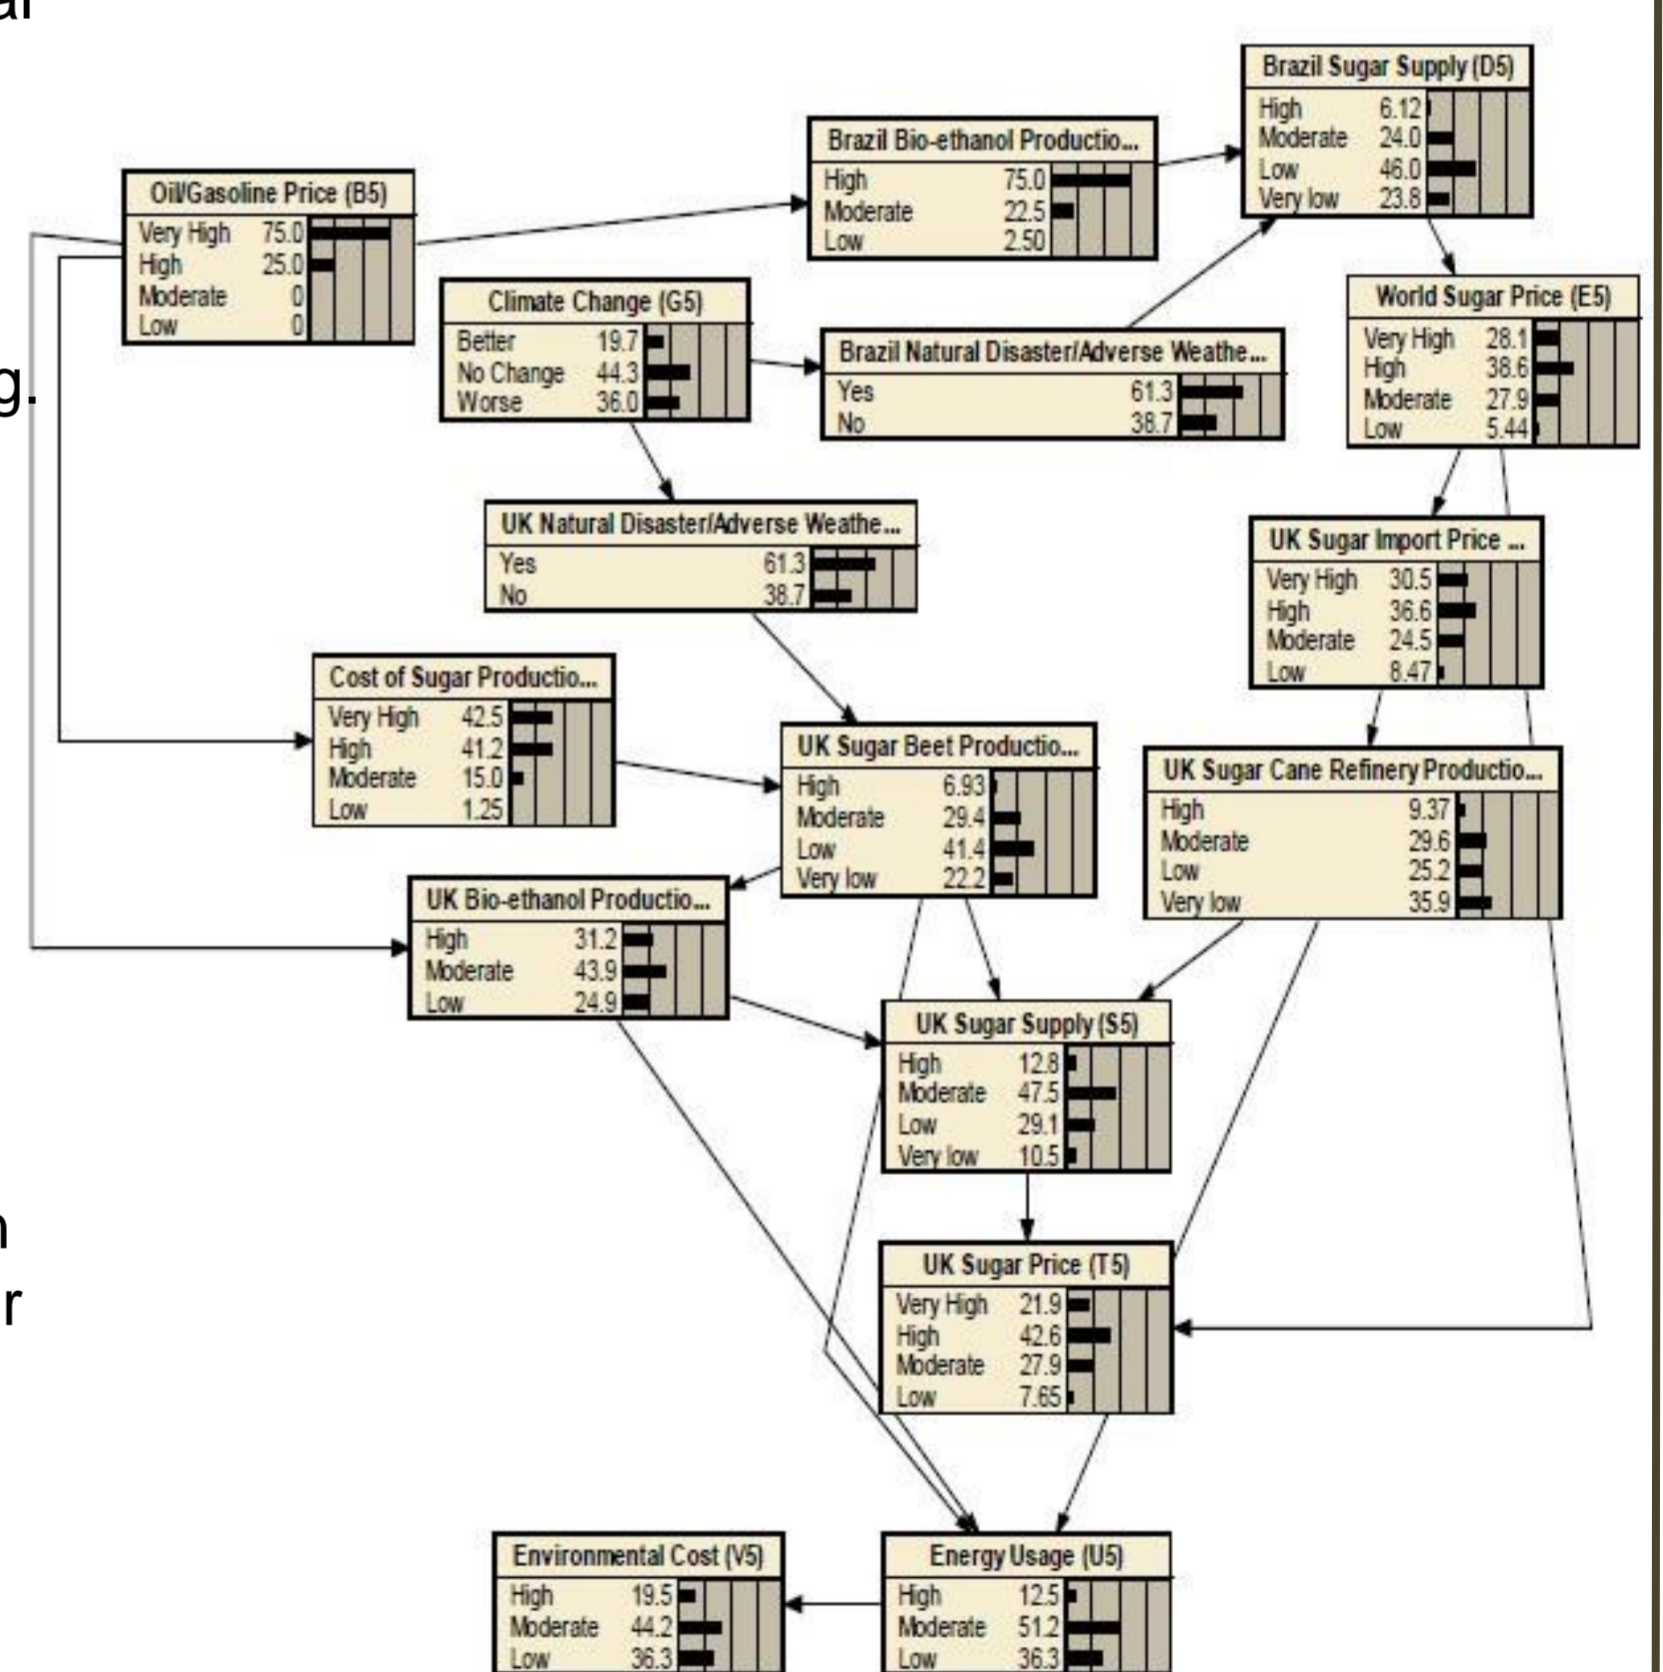 al
g.
n
r
Oil/Gasoline Price (B5)
Very High 75.0
High 25.0
Moderate 0
Low 0
Brazil Bio-ethanol Productio...
High 75.0
Moderate 22.5
Low 2.50
Brazil Sugar Supply (D5)
High 6.12
Moderate 24.0
Low 46.0
Very low 23.8
Climate Change (G5)
Better 19.7
No Change 44.3
Worse 36.0
Brazil Natural Disaster/Adverse Weathe...
Yes 61.3
No 38.7
World Sugar Price (E5)
Very High 28.1
High 38.6
Moderate 27.9
Low 5.44
UK Natural Disaster/Adverse Weathe...
Yes 61.3
No 38.7
UK Sugar Import Price ...
Very High 30.5
High 36.6
Moderate 24.5
Low 8.47
Cost of Sugar Productio...
Very High 42.5
High 41.2
Moderate 15.0
Low 1.25
UK Sugar Beet Productio...
High 6.93
Moderate 29.4
Low 41.4
Very low 22.2
UK Sugar Cane Refinery Productio...
High 9.37
Moderate 29.6
Low 25.2
Very low 35.9
UK Bio-ethanol Productio...
High 31.2
Moderate 43.9
Low 24.9
UK Sugar Supply (S5)
High 12.8
Moderate 47.5
Low 29.1
Very low 10.5
UK Sugar Price (T5)
Very High 21.9
High 42.6
Moderate 27.9
Low 7.65
Environmental Cost (V5)
High 19.5
Moderate 44.2
Low 36.3
Energy Usage (U5)
High 12.5
Moderate 51.2
Low 36.3